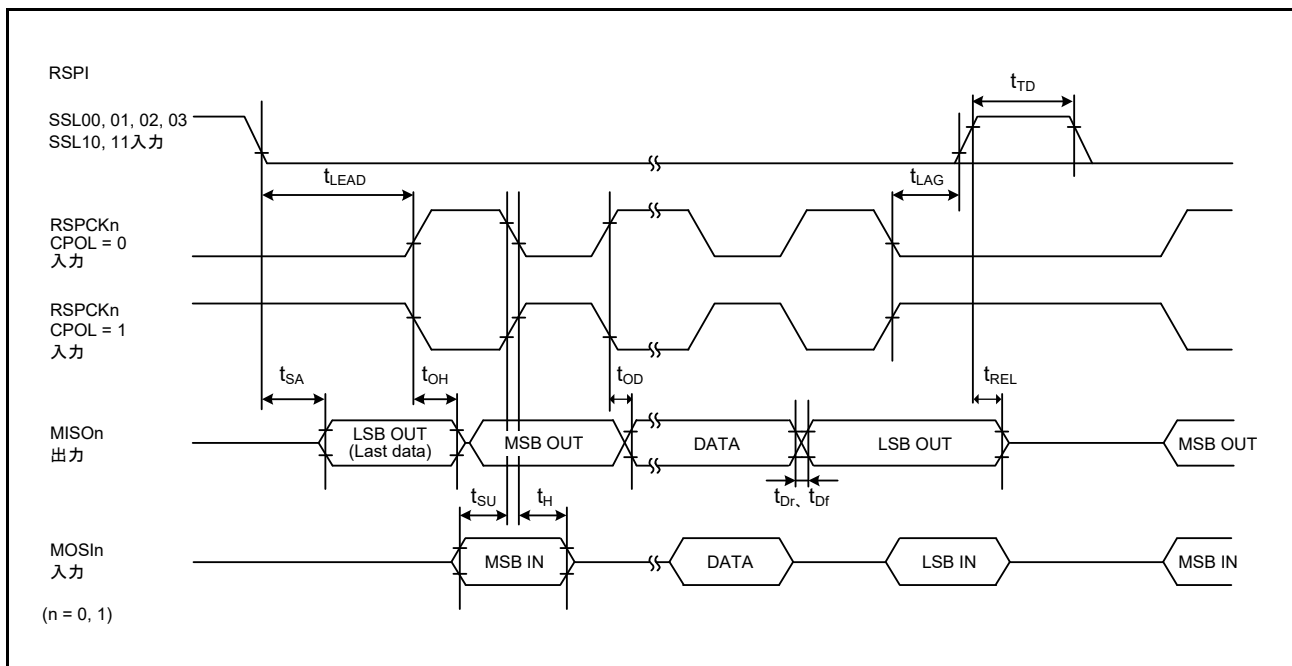 RSPI
SSL00, 01, 02, 03
SSL10, 11入力
tTD
tLEAD
tLAG
RSPCKn
CPOL = 0
入力
RSPCKn
CPOL = 1
入力
tSA
tOH
tOD
tREL
MISOn
出力
LSB OUT
(Last data)
MSB OUT
DATA
LSB OUT
MSB OUT
tSU
tH
tDr、tDf
MOSIn
入力
MSB IN
DATA
LSB IN
MSB IN
(n = 0, 1)